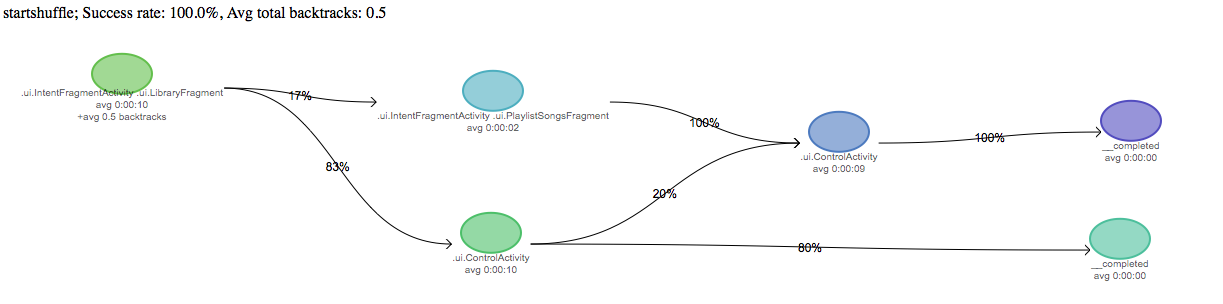 startshuffle; Success rate: 100.0%, Avg total backtracks: 0.5
.ui.IntentFragmentActivity .ui.LibraryFragment
avg 0:00:10
+avg 0.5 backtracks
17%
83%
.ui.IntentFragmentActivity .ui.PlaylistSongsFragment
avg 0:00:02
.ui.ControlActivity
avg 0:00:10
100%
20%
80%
.ui.ControlActivity
avg 0:00:09
100%
__completed
avg 0:00:00
__completed
avg 0:00:00